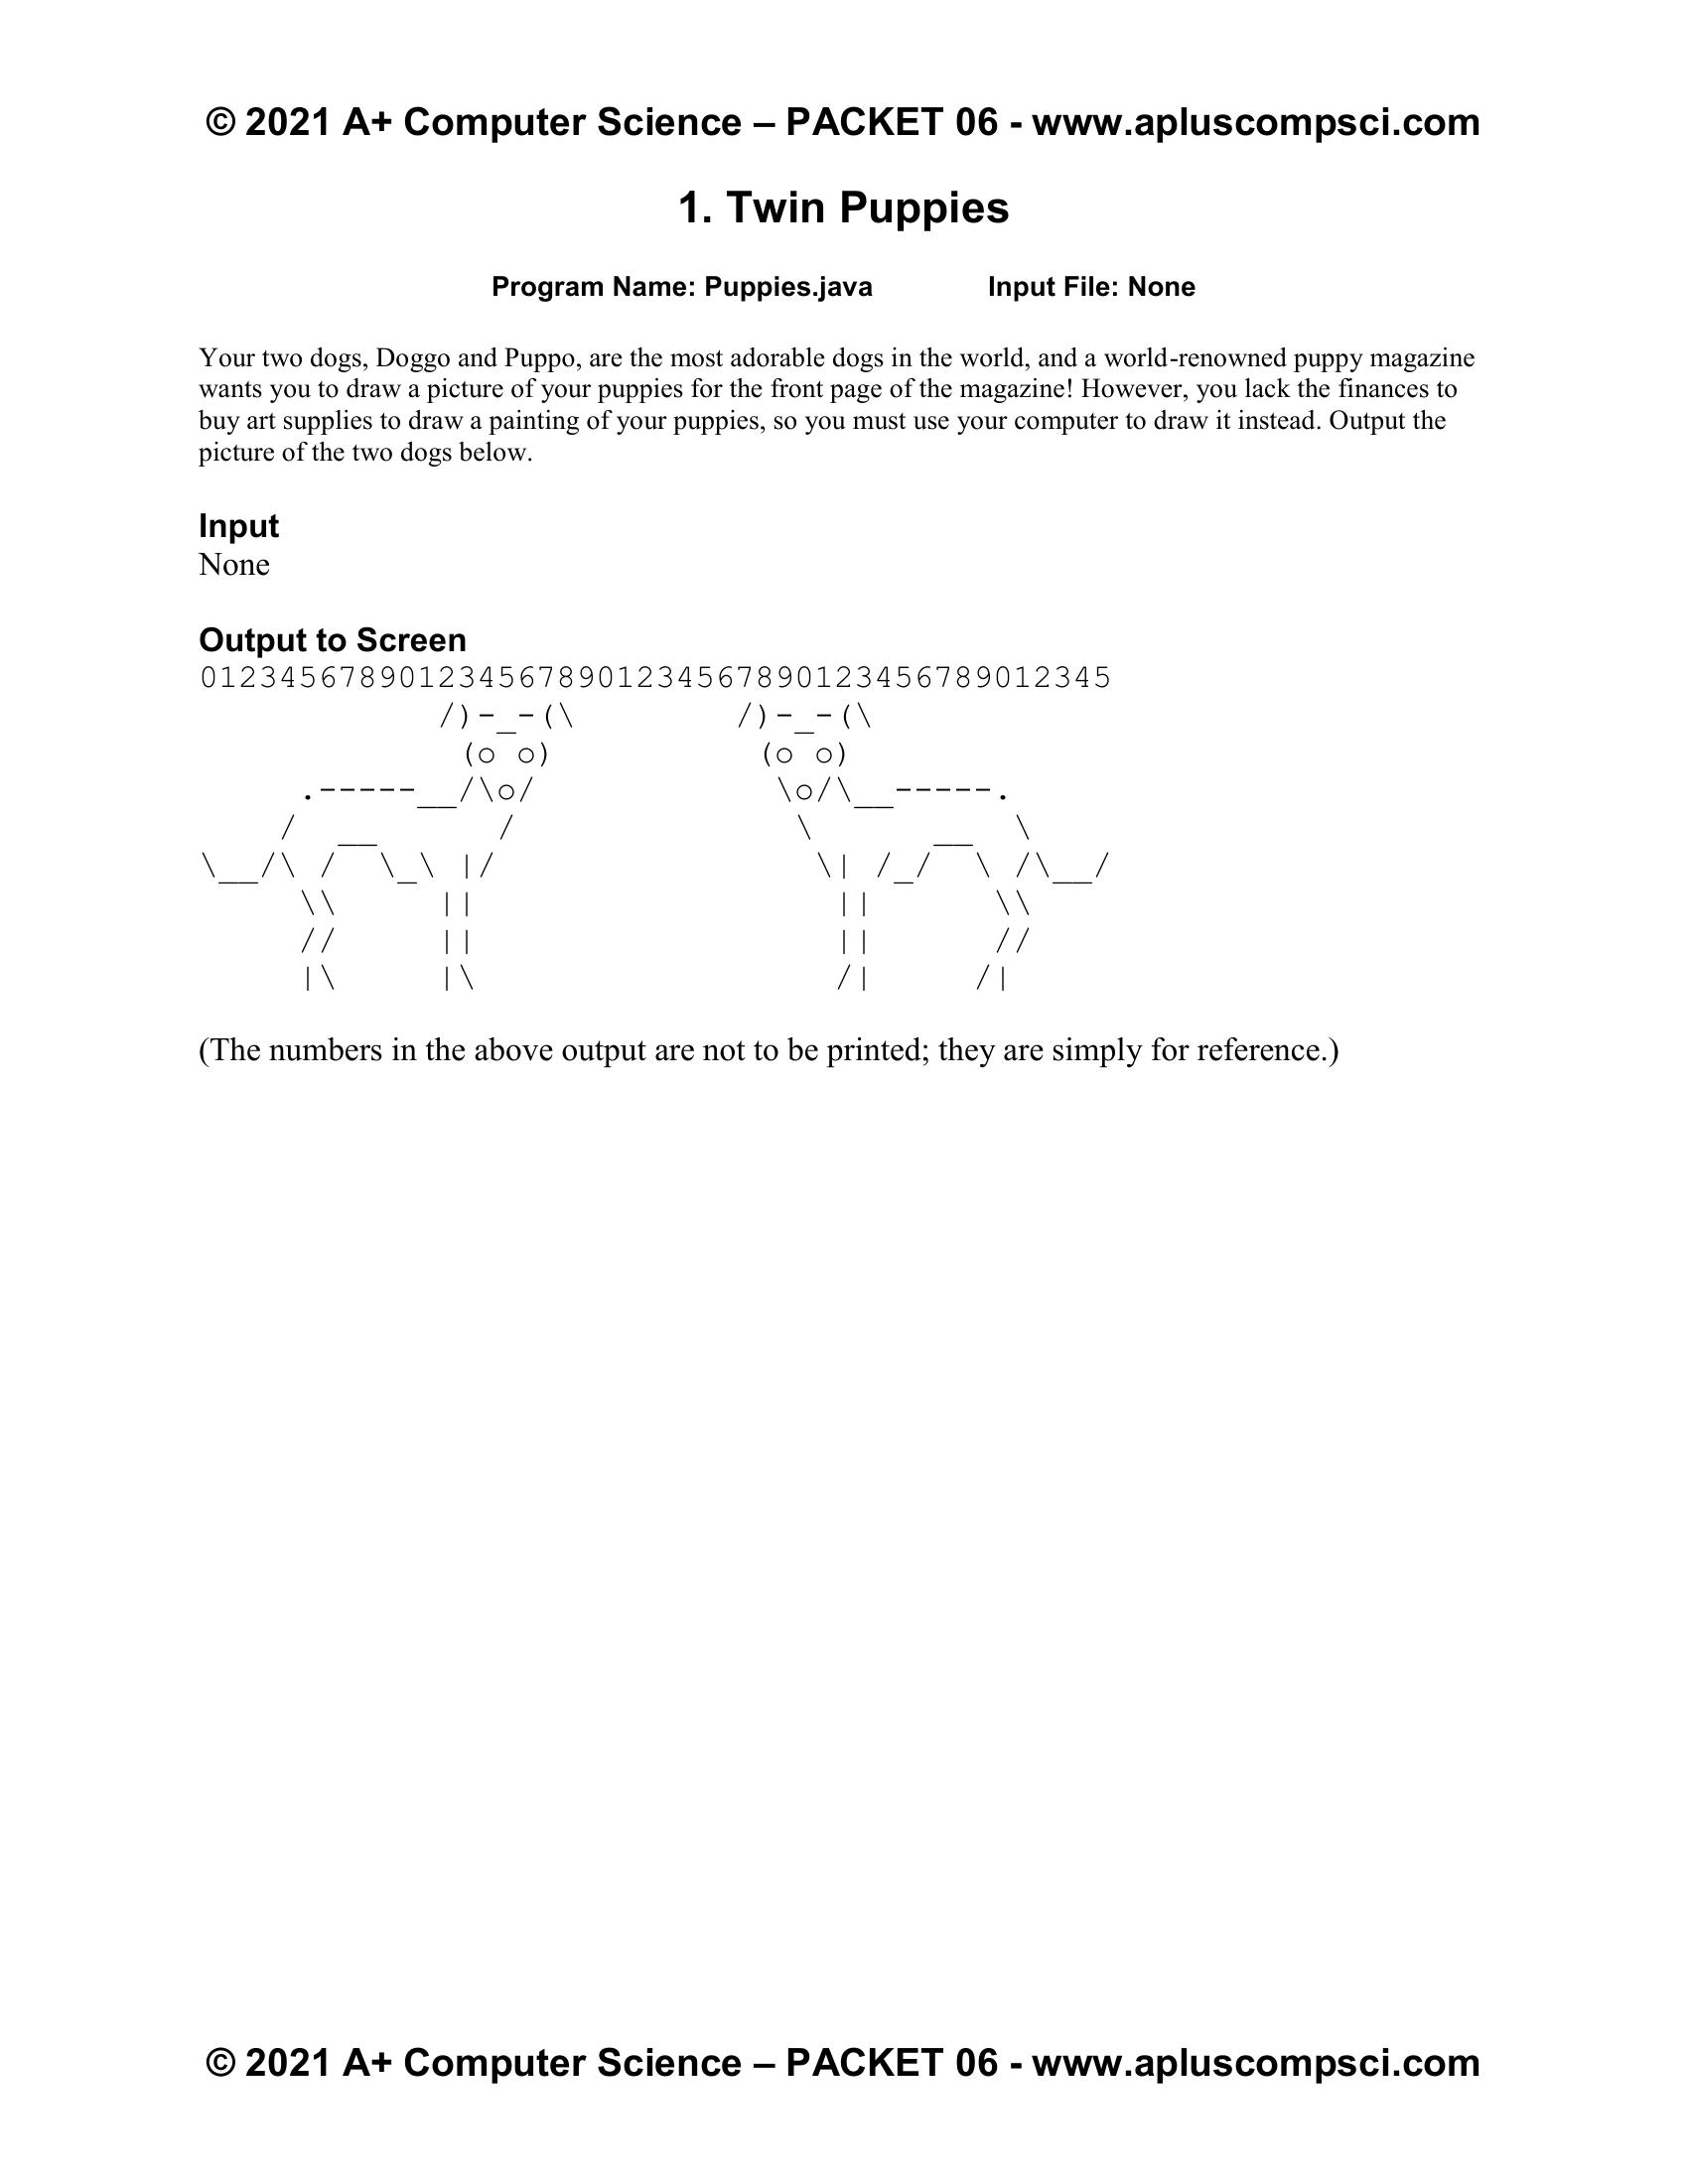 © 2021 A+ Computer Science – PACKET 06 - www.apluscompsci.com
1. Twin Puppies
Program Name: Puppies.java          Input File: None
Your two dogs, Doggo and Puppo, are the most adorable dogs in the world, and a world-renowned puppy magazine
wants you to draw a picture of your puppies for the front page of the magazine! However, you lack the finances to
buy art supplies to draw a painting of your puppies, so you must use your computer to draw it instead. Output the
picture of the two dogs below.
Input
None
Output to Screen
0123456789012345678901234567890123456789012345
            /)-_-(\        /)-_-(\
             (o o)          (o o)
     .-----__/\o/            \o/\__-----.
    /  __      /              \      __  \
\__/\ /  \_\ |/                \| /_/  \ /\__/
     \\     ||                  ||      \\
     //     ||                  ||      //
     |\     |\                  /|     /|
(The numbers in the above output are not to be printed; they are simply for reference.)
© 2021 A+ Computer Science – PACKET 06 - www.apluscompsci.com